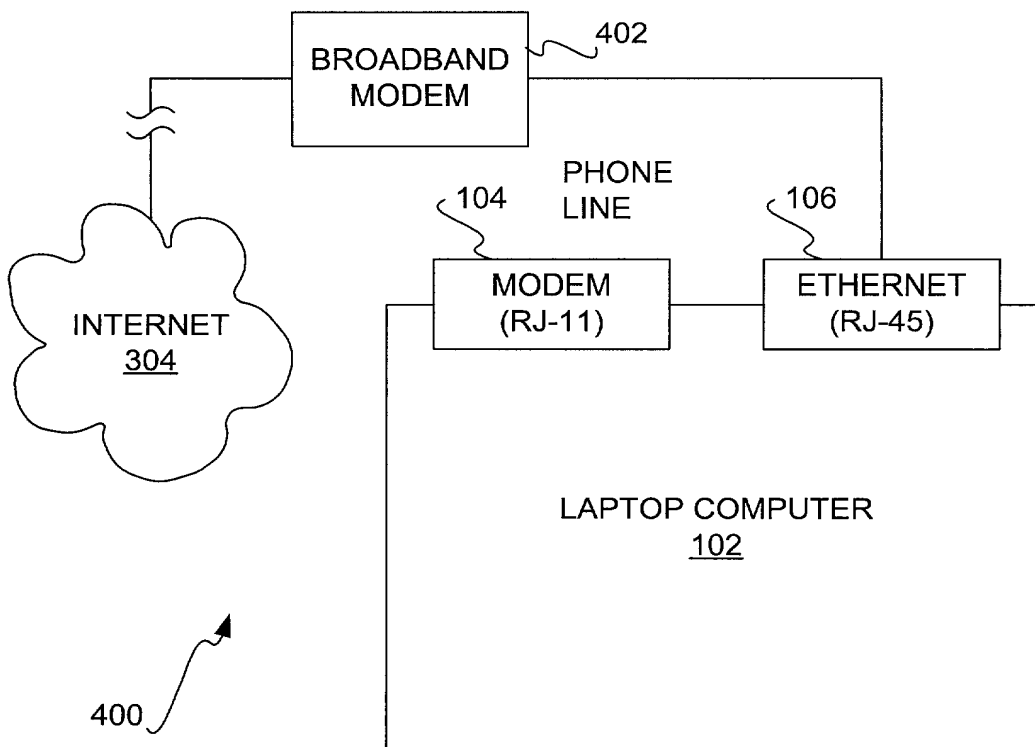 BROADBAND
MODEM
402
PHONE
LINE
104
106
MODEM
(RJ-11)
ETHERNET
(RJ-45)
INTERNET
304
LAPTOP COMPUTER
102
400